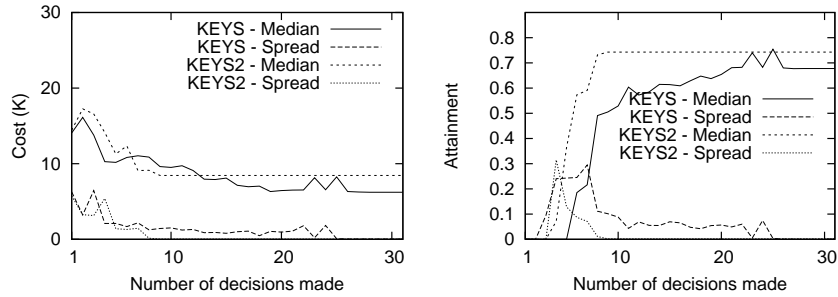 30
20
10
0
Cost (K)
KEYS - Median
KEYS - Spread
KEYS2 - Median
KEYS2 - Spread
1
10
20
30
Number of decisions made
0.8
0.7
0.6
0.5
0.4
0.3
0.2
0.1
0
Attainment
KEYS - Median
KEYS - Spread
KEYS2 - Median
KEYS2 - Spread
1
10
20
30
Number of decisions made